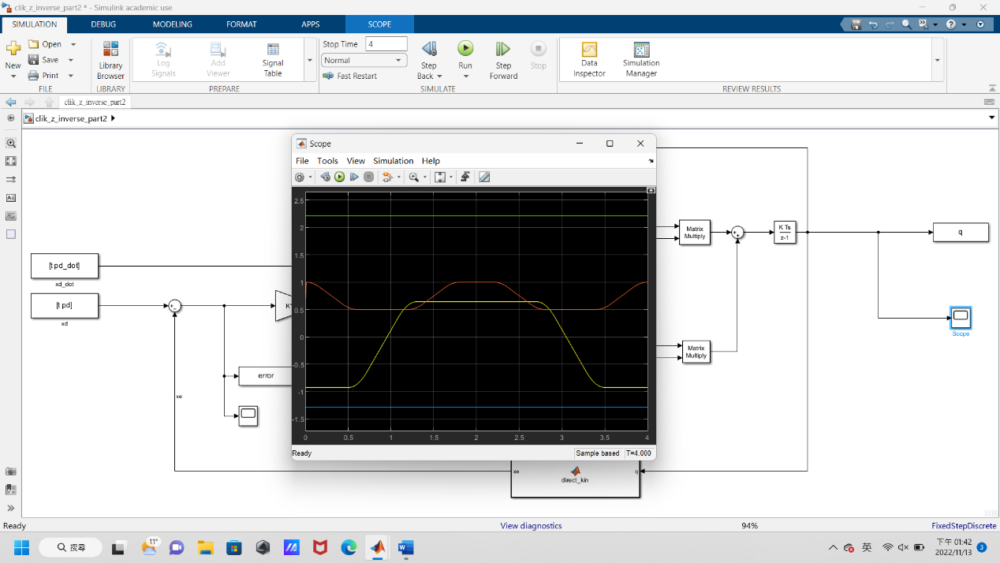 clik_z_inverse_part2 * - Simulink academic use
SIMULATION DEBUG MODELING FORMAT APPS SCOPE
New
Open
Save
Print
FILE
Library Browser
LIBRARY
Log Signals
Add Viewer
Signal Table
PREPARE
Stop Time 4
Normal
Fast Restart
Step Back
Run
Step Forward
Stop
SIMULATE
Data Inspector
Simulation Manager
REVIEW RESULTS
clik_z_inverse_part2
clik_z_inverse_part2
[t pd_dot]
xd_dot
[t pd]
xd
K*
error
xe
Scope
File Tools View Simulation Help
2.5
2
1.5
1
0.5
0
-0.5
-1
-1.5
0 0.5 1 1.5 2 2.5 3 3.5 4
Ready Sample based T=4.000
Matrix
Multiply
K Ts
z-1
q
Scope
Matrix
Multiply
xe direct_kin q
Ready View diagnostics 94% FixedStepDiscrete
搜尋
11°
英
下午 01:42
2022/11/13
3